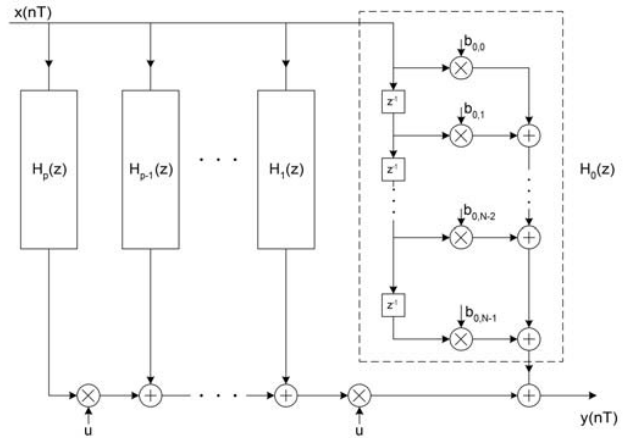 x(nT)
b0,0
z-1
b0,1
z-1
Hp(z)
Hp-1(z)
. . .
H1(z)
H0(z)
b0,N-2
z-1
b0,N-1
. . .
u
u
y(nT)